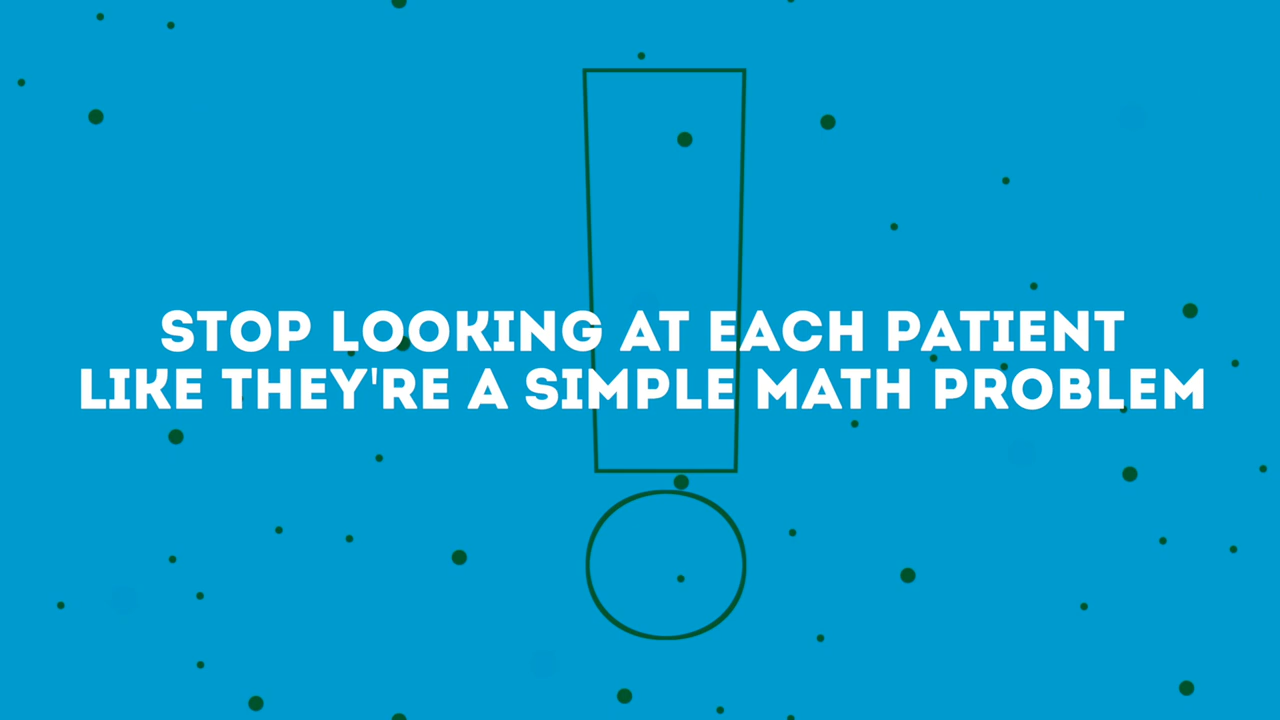 STOP LOOKING AT EACH PATIENT
LIKE THEY'RE A SIMPLE MATH PROBLEM